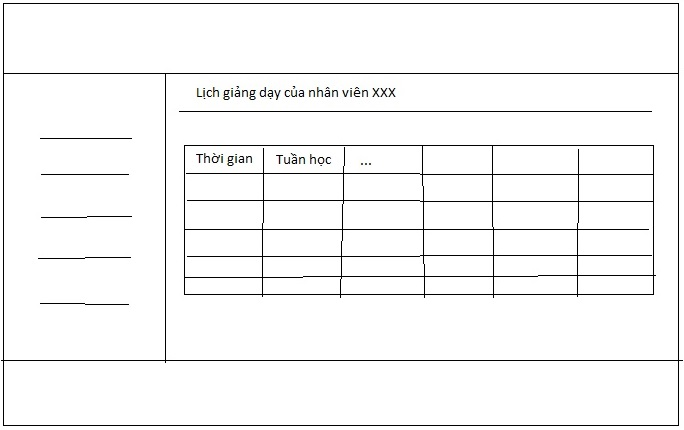 Lịch giảng dạy của nhân viên XXX
Thời gian Tuần học ...